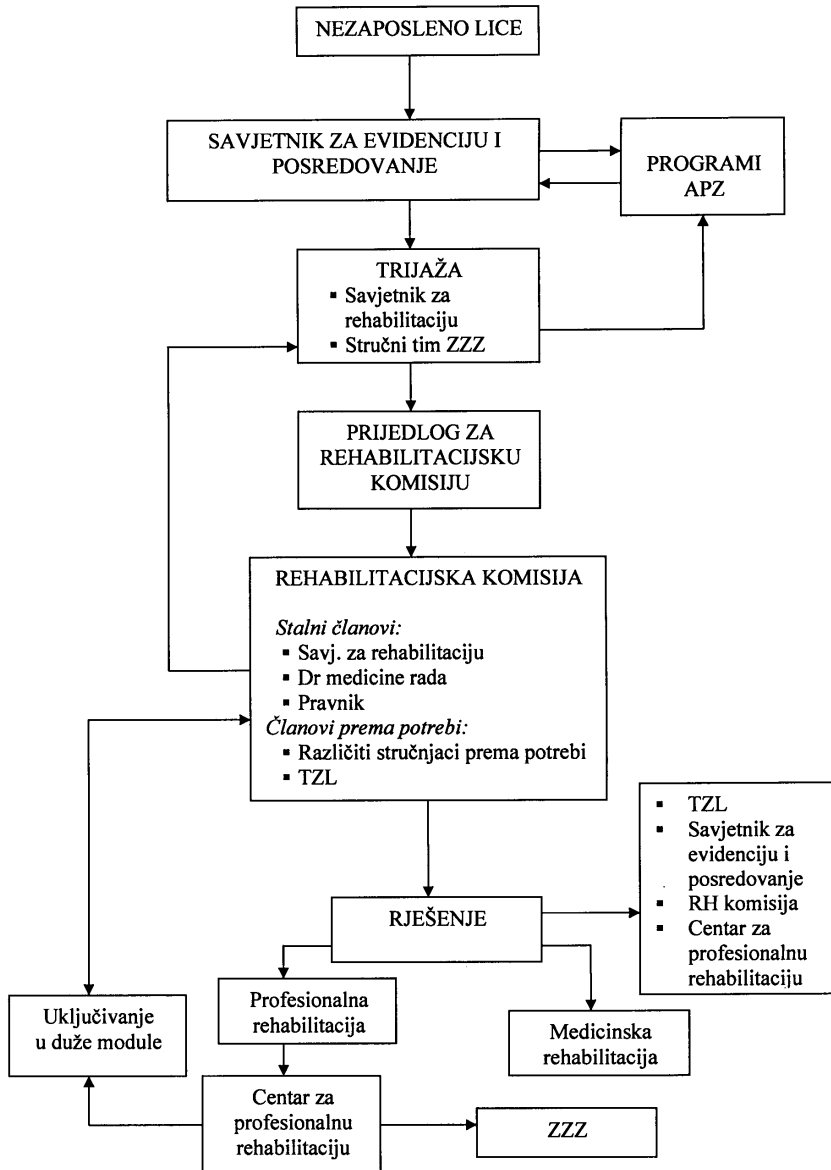 NEZAPOSLENO LICE
SAVJETNIK ZA EVIDENCIJU I
POSREDOVANJE
PROGRAMI
APZ
TRIJAŽA
▪ Savjetnik za
rehabilitaciju
▪ Stručni tim ZZZ
PRIJEDLOG ZA
REHABILITACIJSKU
KOMISIJU
REHABILITACIJSKA KOMISIJA
Stalni članovi:
▪ Savj. za rehabilitaciju
▪ Dr medicine rada
▪ Pravnik
Članovi prema potrebi:
▪ Različiti stručnjaci prema potrebi
▪ TZL
▪ TZL
▪ Savjetnik za
evidenciju i
posredovanje
▪ RH komisija
▪ Centar za
profesionalnu
rehabilitaciju
RJEŠENJE
Profesionalna
rehabilitacija
Medicinska
rehabilitacija
Uključivanje
u duže module
Centar za
profesionalnu
rehabilitaciju
ZZZ